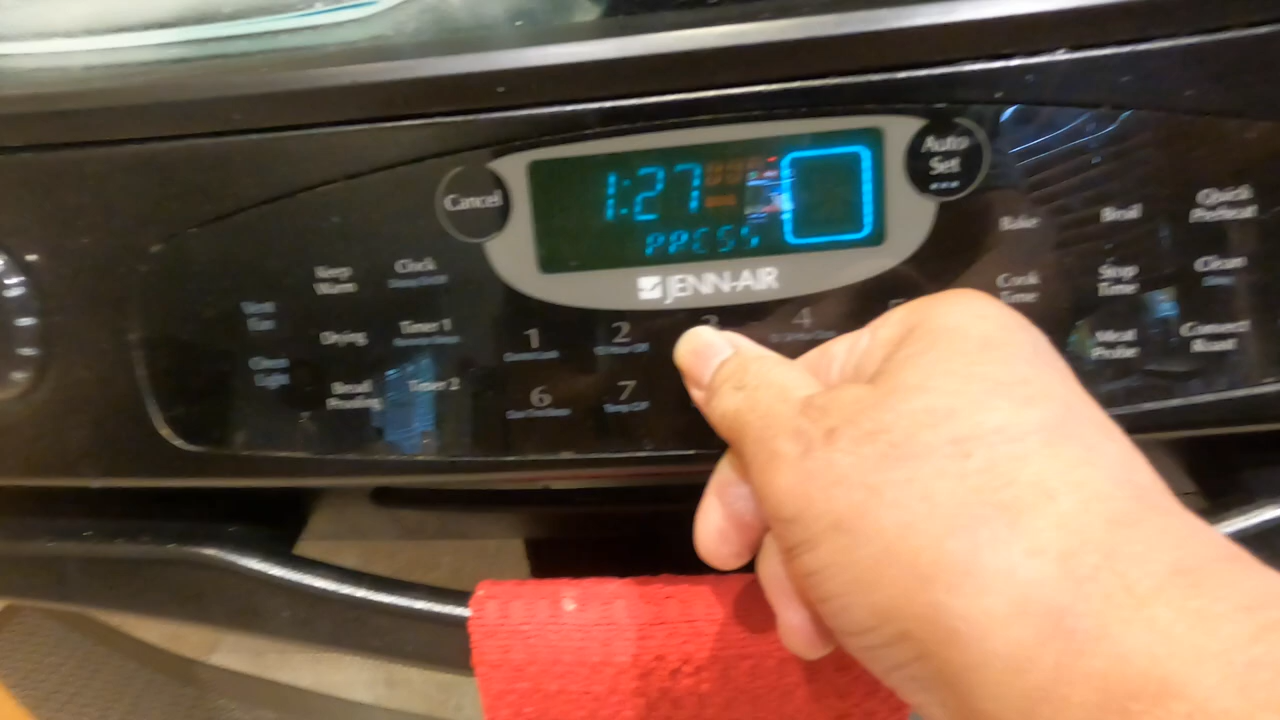 Auto
Set
Cancel
1:27
PRESS
JENN-AIR
Keep
Warm
Clock
Vent
Fan
Drying
Timer 1
Oven
Light
Bread
Proofing
Timer 2
1
2
3
4
6
7
Bake
Broil
Quick
Preheat
Cook
Time
Stop
Time
Clean
Meat
Probe
Convect
Roast